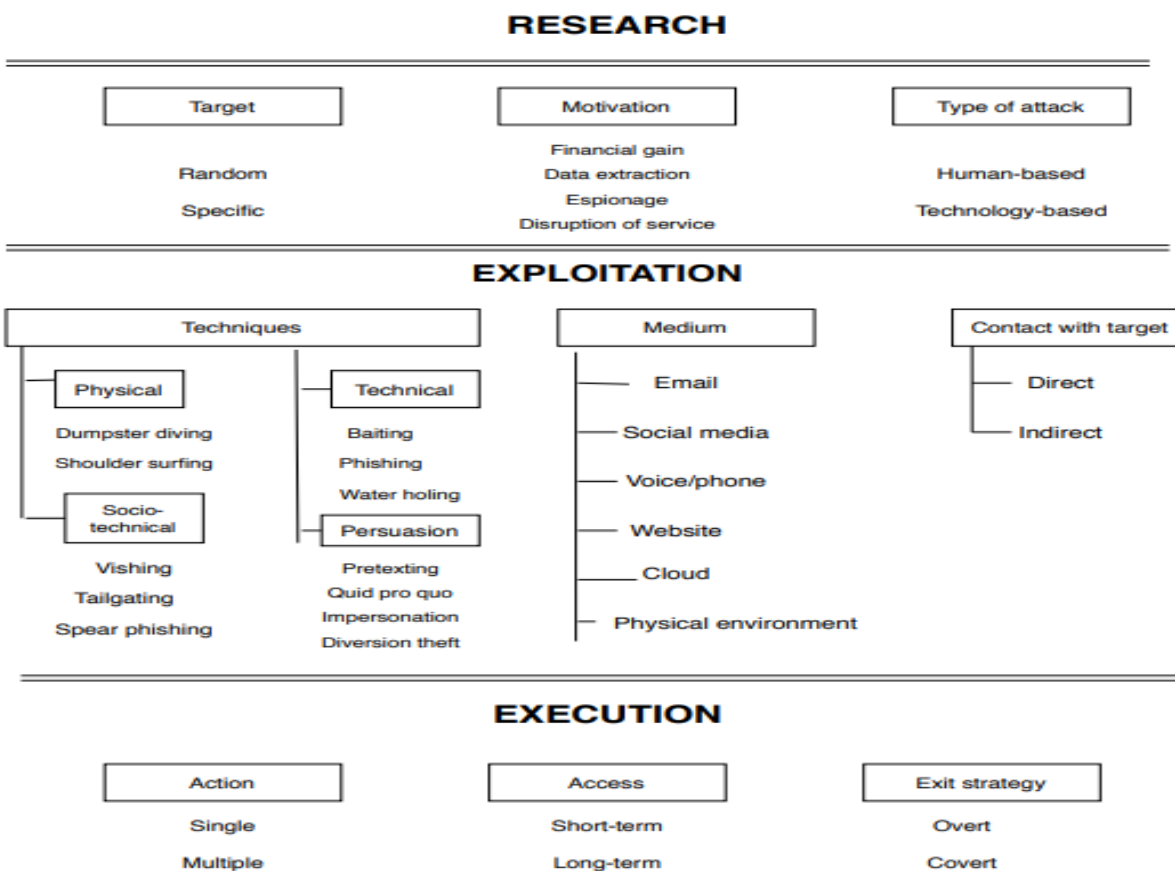 RESEARCH
Target
Motivation
Type of attack
Financial gain
Random
Data extraction
Human-based
Espionage
Specific
Technology-based
Disruption of service
EXPLOITATION
Techniques
Medium
Contact with target
Physical
Dumpster diving
Shoulder surfing
Socio-
technical
Vishing
Tailgating
Spear phishing
Technical
Baiting
Phishing
Water holing
Persuasion
Pretexting
Quid pro quo
Impersonation
Diversion theft
Email
Social media
Voice/phone
Website
Cloud
Physical environment
Direct
Indirect
EXECUTION
Action
Access
Exit strategy
Single
Short-term
Overt
Multiple
Long-term
Covert